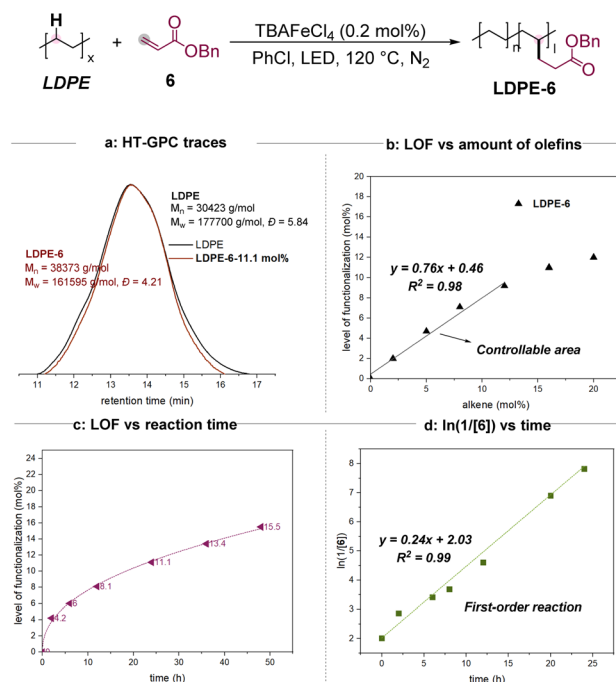 H
x
LDPE
+
OBn
O
6
TBAFeCl4 (0.2 mol%)
PhCl, LED, 120 °C, N2
n
l
OBn
O
LDPE-6
a: HT-GPC traces
LDPE
Mn = 30423 g/mol
Mw = 177700 g/mol, Đ = 5.84
LDPE
LDPE-6-11.1 mol%
LDPE-6
Mn = 38373 g/mol
Mw = 161595 g/mol, Đ = 4.21
11 12 13 14 15 16 17
retention time (min)
b: LOF vs amount of olefins
level of functionalization (mol%)
20
18
16
14
12
10
8
6
4
2
0
LDPE-6
y = 0.76x + 0.46
R2 = 0.98
Controllable area
0 5 10 15 20
alkene (mol%)
c: LOF vs reaction time
level of functionalization (mol%)
24
22
20
18
16
14
12
10
8
6
4
2
0
0
4.2
6
8.1
11.1
13.4
15.5
0 10 20 30 40 50
time (h)
d: ln(1/[6]) vs time
ln(1/[6])
8
7
6
5
4
3
2
y = 0.24x + 2.03
R2 = 0.99
First-order reaction
0 5 10 15 20 25
time (h)